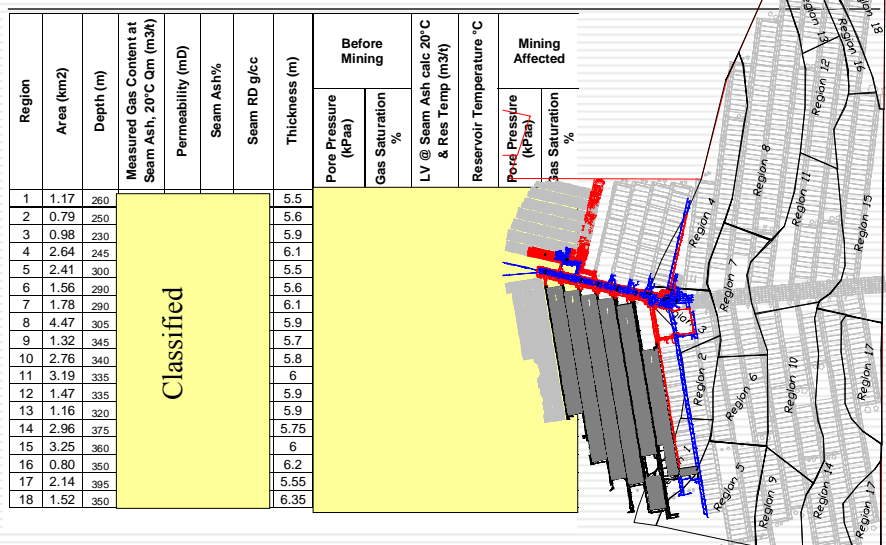 Region
Area (km2)
Depth (m)
Measured Gas Content at
Seam Ash, 20°C Qm (m3/t)
Permeability (mD)
Seam Ash%
Seam RD g/cc
Thickness (m)
Before
Mining
Pore Pressure
(kPaa)
Gas Saturation
%
LV @ Seam Ash calc 20°C
& Res Temp (m3/t)
Reservoir Temperature °C
Mining
Affected
Pore Pressure
(kPaa)
Gas Saturation
%
1 1.17 260 5.5
2 0.79 250 5.6
3 0.98 230 5.9
4 2.64 245 6.1
5 2.41 300 5.5
6 1.56 290 5.6
7 1.78 290 6.1
8 4.47 305 5.9
9 1.32 345 5.7
10 2.76 340 5.8
11 3.19 335 6
12 1.47 335 5.9
13 1.16 320 5.9
14 2.96 375 5.75
15 3.25 360 6
16 0.80 350 6.2
17 2.14 395 5.55
18 1.52 350 6.35
Classified
Region 13
Region 18
Region 16
Region 12
Region 8
Region 11
Region 15
Region 4
Region 7
3
Region 2
Region 6
Region 10
Region 17
1
Region 5
Region 9
Region 14
Region 17